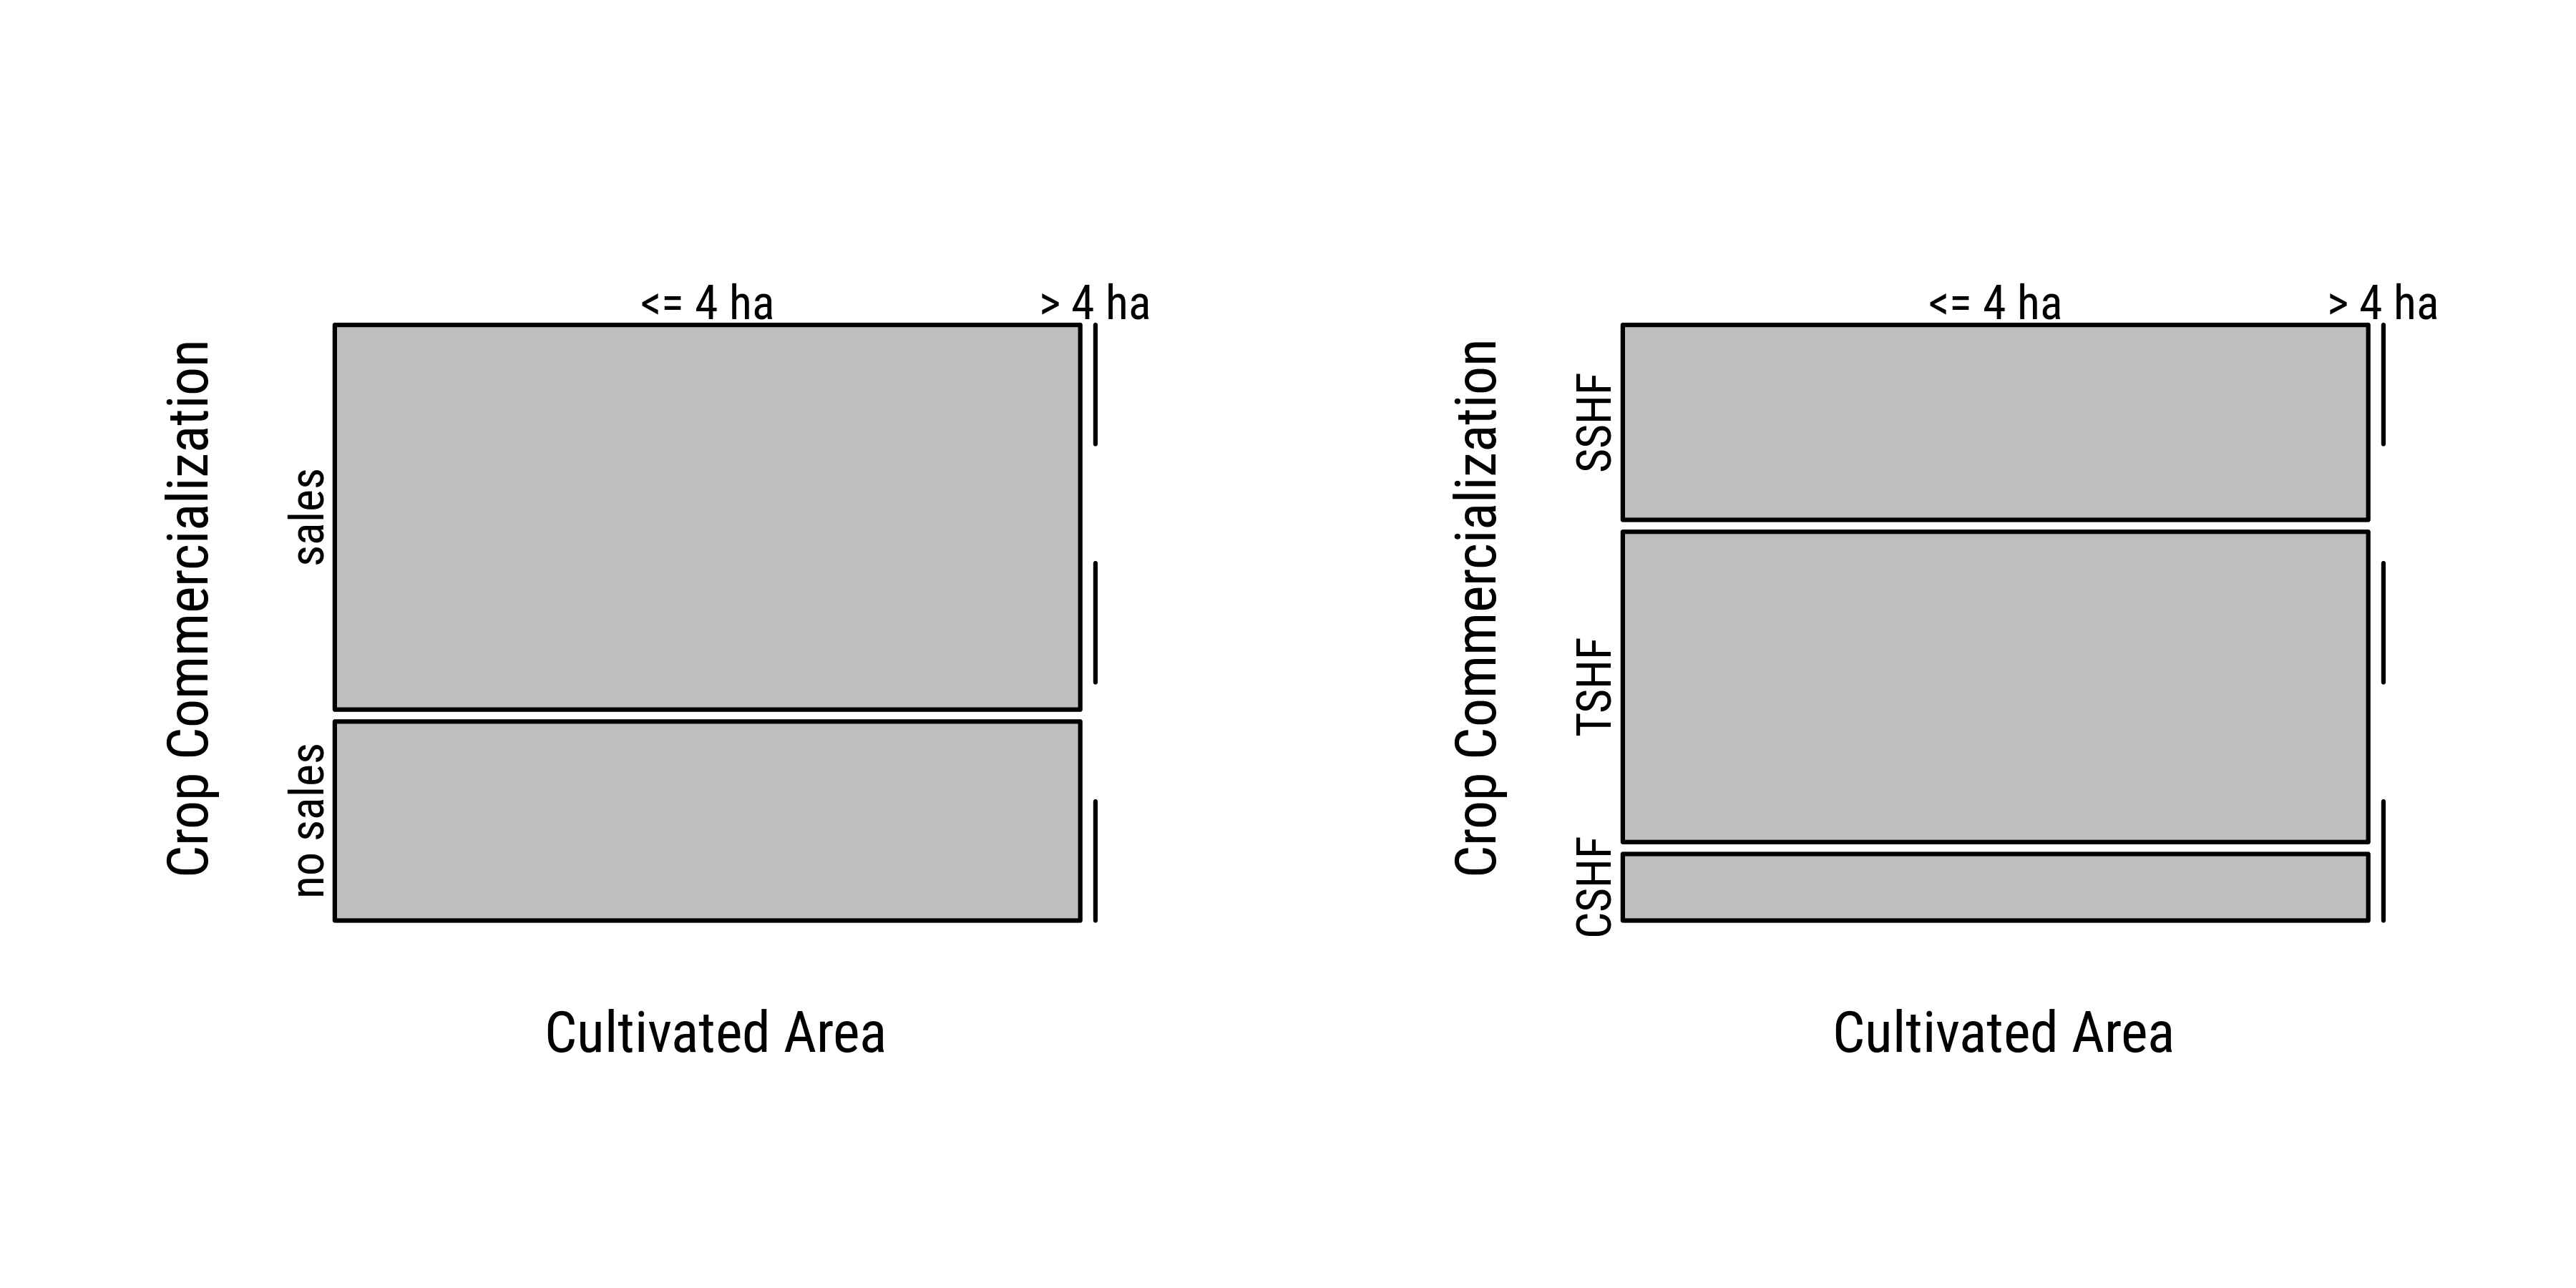 <= 4 ha
> 4 ha
Crop Commercialization
sales
no sales
Cultivated Area
<= 4 ha
> 4 ha
Crop Commercialization
SSHF
TSHF
CSHF
Cultivated Area